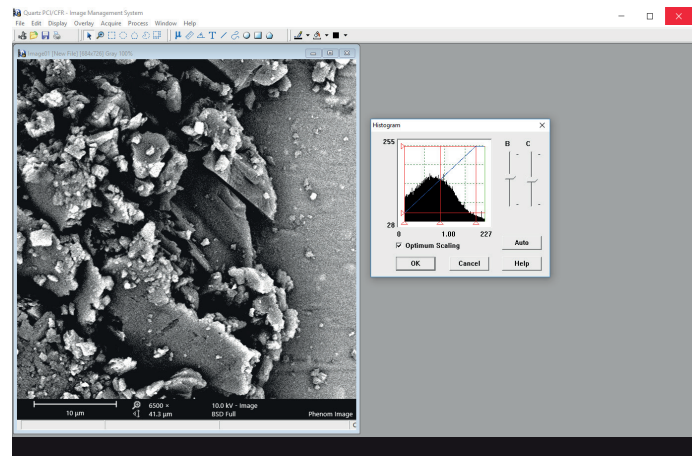 Quartz PCI/CFR - Image Management System
File Edit Display Overlay Acquire Process Window Help
Image01 [New File] [684x720] Gray 100%
Histogram
255
B C
28
0 1.00 227
Optimum Scaling
Auto
OK Cancel Help
10 µm
6500 × 10.0 kV - Image
41.3 µm BSD Full Phenom Image
C